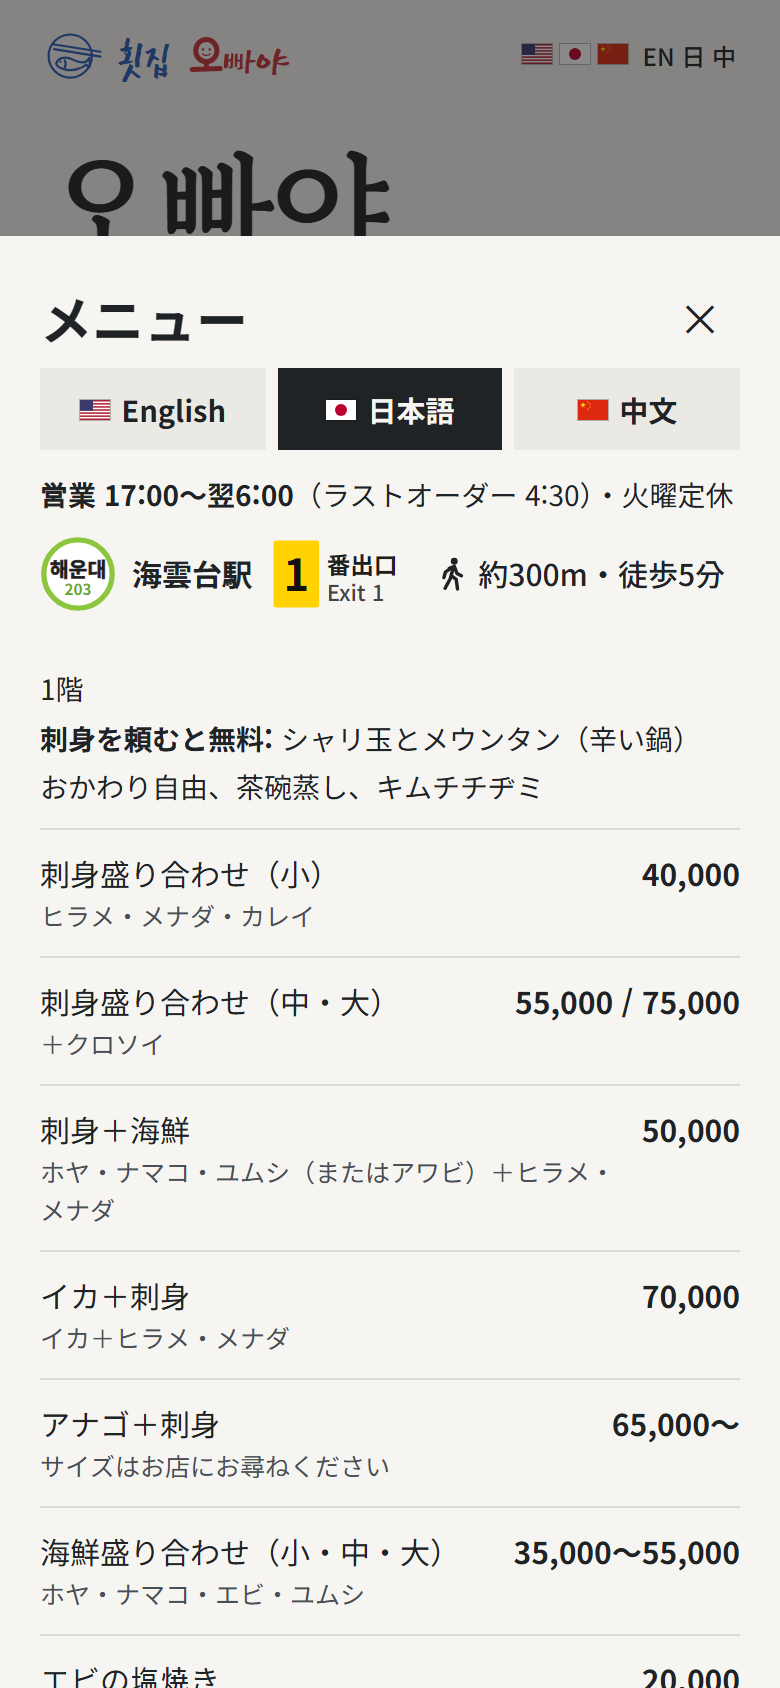 횟집 오빠야
EN 日 中
오빠야
メニュー
English
日本語
中文
営業 17:00〜翌6:00（ラストオーダー 4:30）・火曜定休
해운대
203
海雲台駅
1
番出口
Exit 1
約300m・徒歩5分
1階
刺身を頼むと無料: シャリ玉とメウンタン（辛い鍋）
おかわり自由、茶碗蒸し、キムチチヂミ
刺身盛り合わせ（小） 40,000
ヒラメ・メナダ・カレイ
刺身盛り合わせ（中・大） 55,000 / 75,000
＋クロソイ
刺身＋海鮮 50,000
ホヤ・ナマコ・ユムシ（またはアワビ）＋ヒラメ・
メナダ
イカ＋刺身 70,000
イカ＋ヒラメ・メナダ
アナゴ＋刺身 65,000〜
サイズはお店にお尋ねください
海鮮盛り合わせ（小・中・大） 35,000〜55,000
ホヤ・ナマコ・エビ・ユムシ
エビの塩焼き 20,000